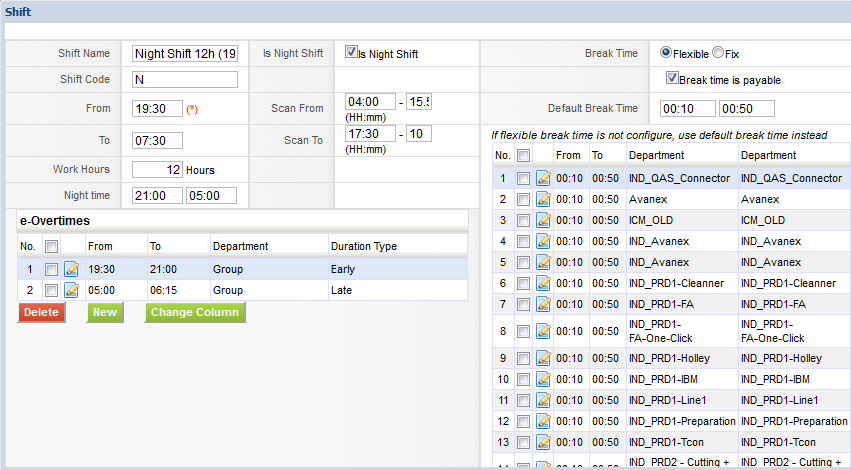 Shift
Shift Name Night Shift 12h (19 Is Night Shift Is Night Shift
Shift Code N
From 19:30 (*) Scan From 04:00 - 15.5
(HH:mm)
To 07:30 Scan To 17:30 - 10
(HH:mm)
Work Hours 12 Hours
Night time 21:00 05:00
e-Overtimes
No. From To Department Duration Type
1 19:30 21:00 Group Early
2 05:00 06:15 Group Late
Delete New Change Column
Break Time Flexible Fix
Break time is payable
Default Break Time 00:10 00:50
If flexible break time is not configure, use default break time instead
No. From To Department Department
1 00:10 00:50 IND_QAS_Connector IND_QAS_Connector
2 00:10 00:50 Avanex Avanex
3 00:10 00:50 ICM_OLD ICM_OLD
4 00:10 00:50 IND_Avanex IND_Avanex
5 00:10 00:50 IND_Avanex IND_Avanex
6 00:10 00:50 IND_PRD1-Cleanner IND_PRD1-Cleanner
7 00:10 00:50 IND_PRD1-FA IND_PRD1-FA
8 00:10 00:50 IND_PRD1- IND_PRD1-
FA-One-Click FA-One-Click
9 00:10 00:50 IND_PRD1-Holley IND_PRD1-Holley
10 00:10 00:50 IND_PRD1-IBM IND_PRD1-IBM
11 00:10 00:50 IND_PRD1-Line1 IND_PRD1-Line1
12 00:10 00:50 IND_PRD1-Preparation IND_PRD1-Preparation
13 00:10 00:50 IND_PRD1-Tcon IND_PRD1-Tcon
IND_PRD2 - Cutting + IND_PRD2 - Cutting +